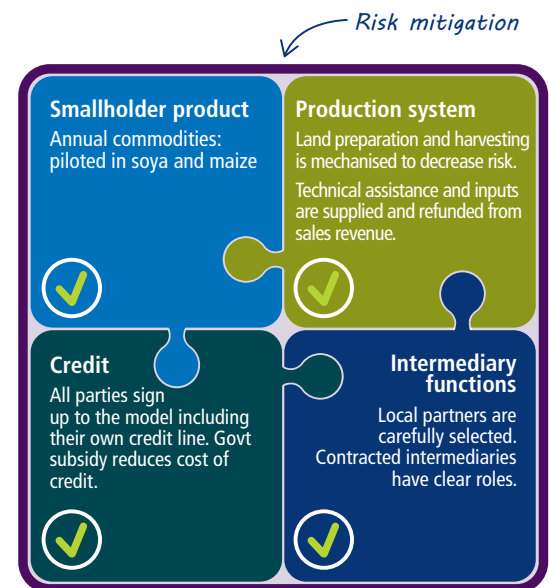 Risk mitigation
Smallholder product
Annual commodities:
piloted in soya and maize
Production system
Land preparation and harvesting
is mechanised to decrease risk.
Technical assistance and inputs
are supplied and refunded from
sales revenue.
Credit
All parties sign
up to the model including
their own credit line. Govt
subsidy reduces cost of
credit.
Intermediary
functions
Local partners are
carefully selected.
Contracted intermediaries
have clear roles.